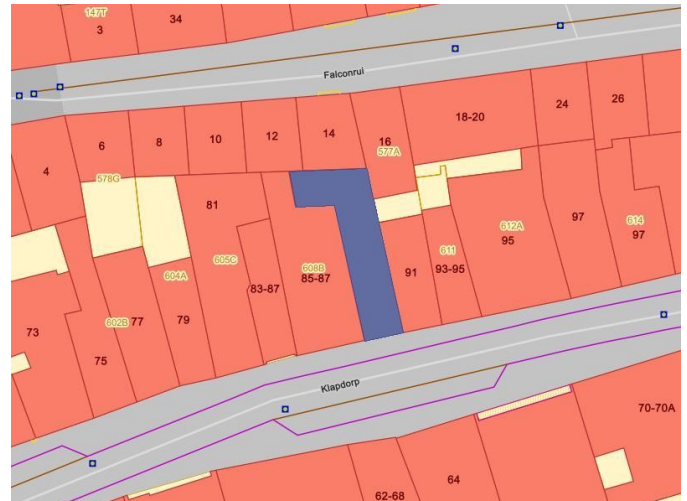 147T
3
34
Falconrui
4
6
8
10
12
14
16
18-20
24
26
577A
578G
81
604A
605C
608B
83-87
85-87
91
611
93-95
612A
95
97
614
97
73
602B
77
75
79
Klapdorp
70-70A
64
62-68